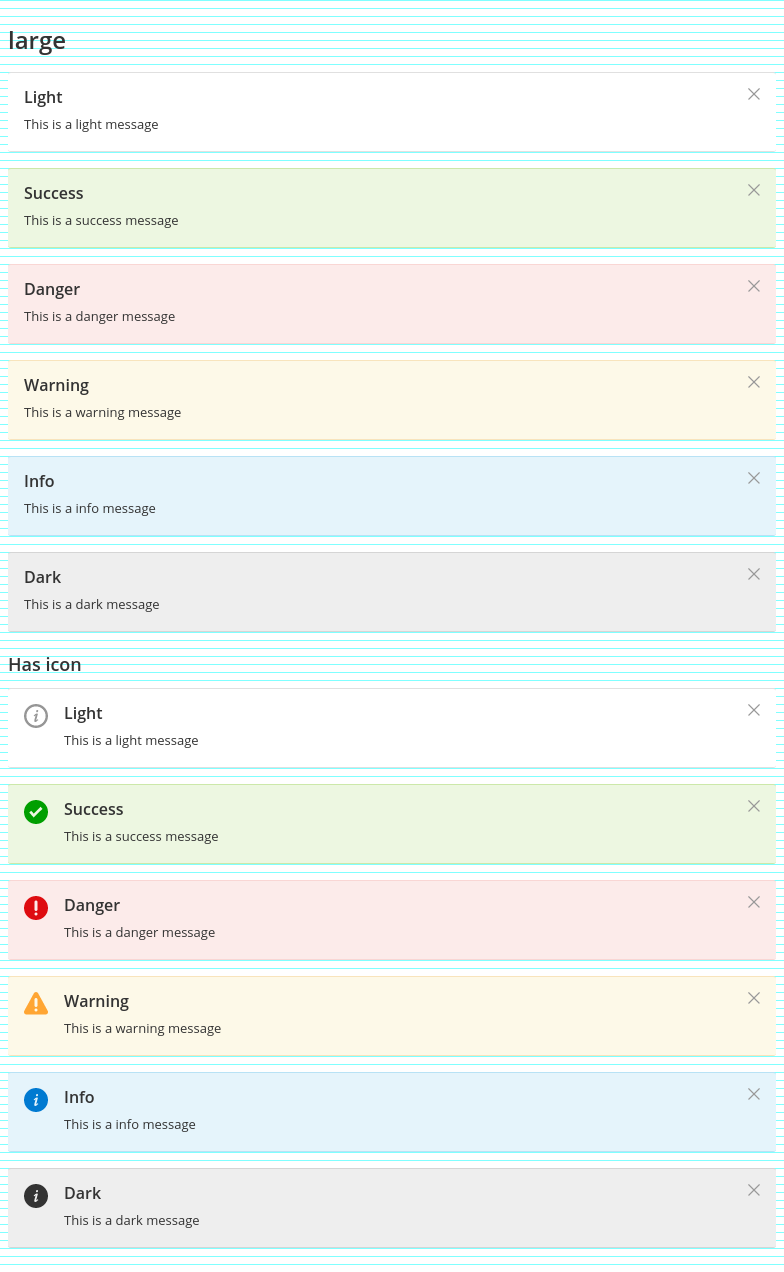 large
Light
This is a light message
Success
This is a success message
Danger
This is a danger message
Warning
This is a warning message
Info
This is a info message
Dark
This is a dark message
Has icon
Light
This is a light message
Success
This is a success message
Danger
This is a danger message
Warning
This is a warning message
Info
This is a info message
Dark
This is a dark message